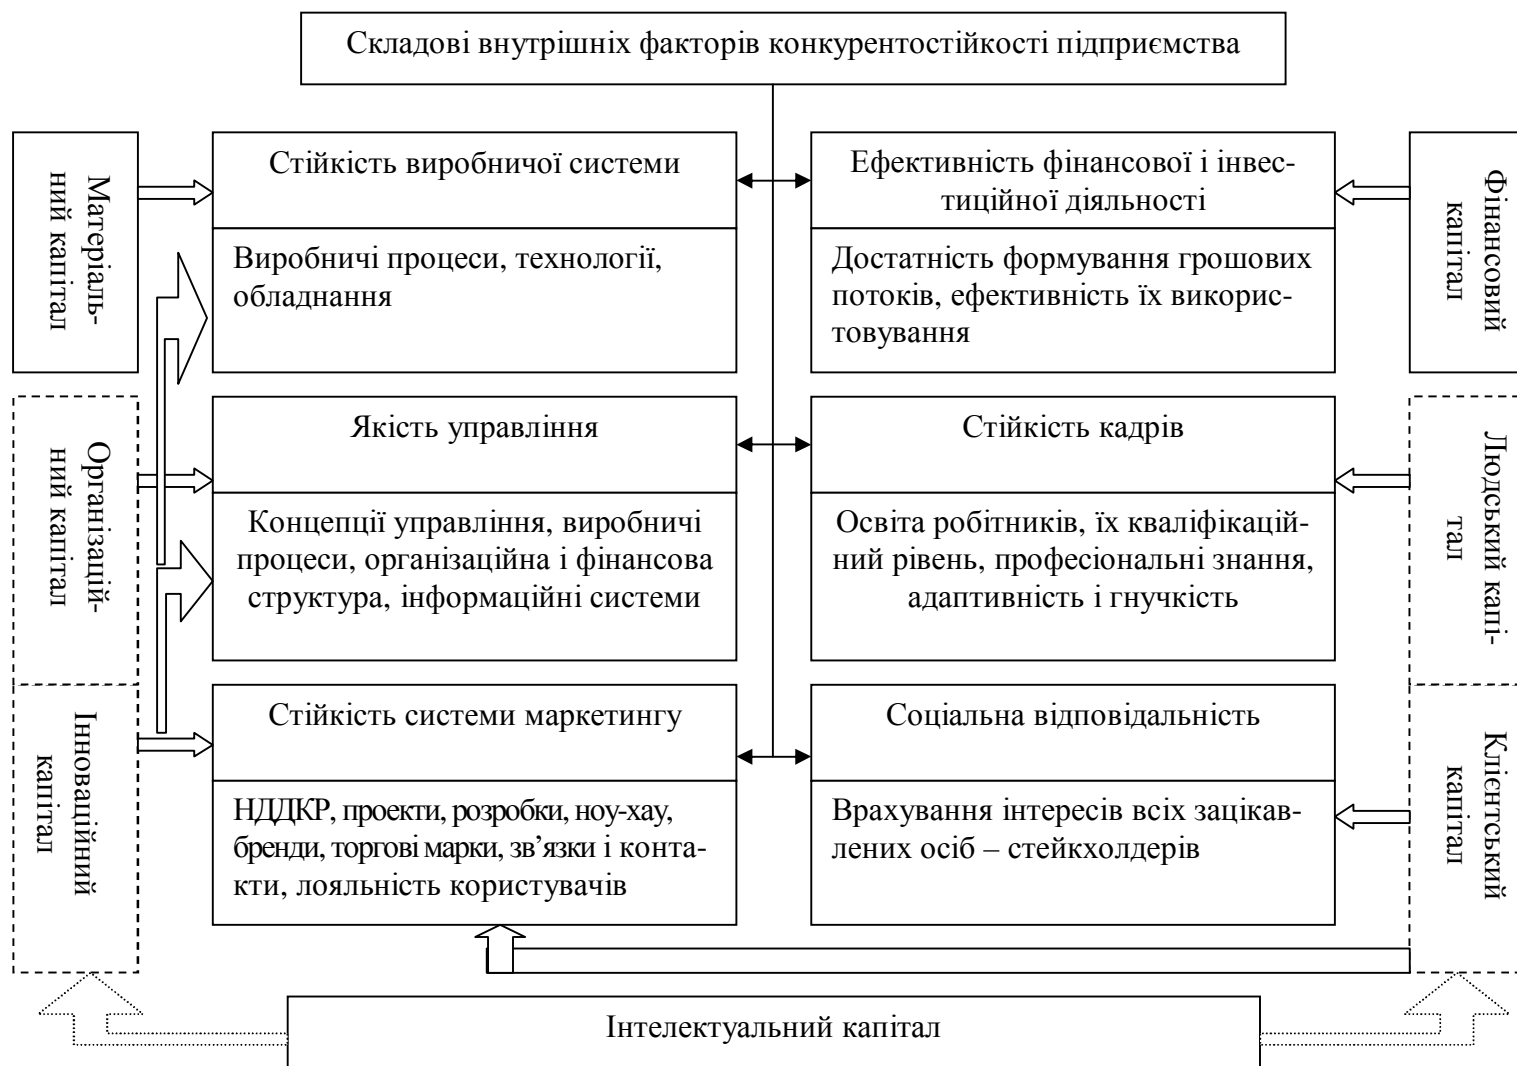 Складові внутрішніх факторів конкурентостійкості підприємства
Матеріаль-
ний капітал
Стійкість виробничої системи
Виробничі процеси, технології,
обладнання
Ефективність фінансової і інвес-
тиційної діяльності
Достатність формування грошових
потоків, ефективність їх викорис-
товування
Фінансовий
капітал
Організацій-
ний капітал
Якість управління
Концепції управління, виробничі
процеси, організаційна і фінансова
структура, інформаційні системи
Стійкість кадрів
Освіта робітників, їх кваліфікацій-
ний рівень, професіональні знання,
адаптивність і гнучкість
Людський капі-
тал
Інноваційний
капітал
Стійкість системи маркетингу
НДДКР, проекти, розробки, ноу-хау,
бренди, торгові марки, зв’язки і конта-
кти, лояльність користувачів
Соціальна відповідальність
Врахування інтересів всіх зацікав-
лених осіб – стейкхолдерів
Клієнтський
капітал
Інтелектуальний капітал